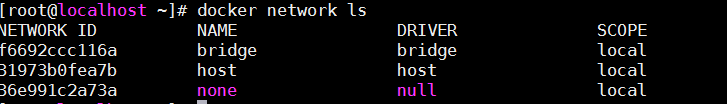 [root@localhost ~]# docker network ls
NETWORK ID NAME DRIVER SCOPE
f6692ccc116a bridge bridge local
31973b0fea7b host host local
36e991c2a73a none null local